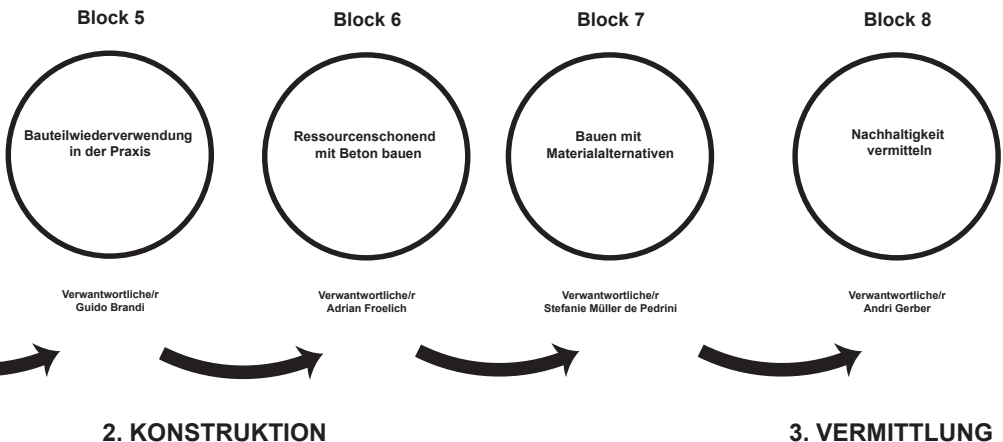 Block 5
Block 6
Block 7
Block 8
Bauteilwiederverwendung
in der Praxis
Ressourcenschonend
mit Beton bauen
Bauen mit
Materialalternativen
Nachhaltigkeit
vermitteln
Verwantwortliche/r
Guido Brandi
Verwantwortliche/r
Adrian Froelich
Verwantwortliche/r
Stefanie Müller de Pedrini
Verwantwortliche/r
Andri Gerber
2. KONSTRUKTION
3. VERMITTLUNG